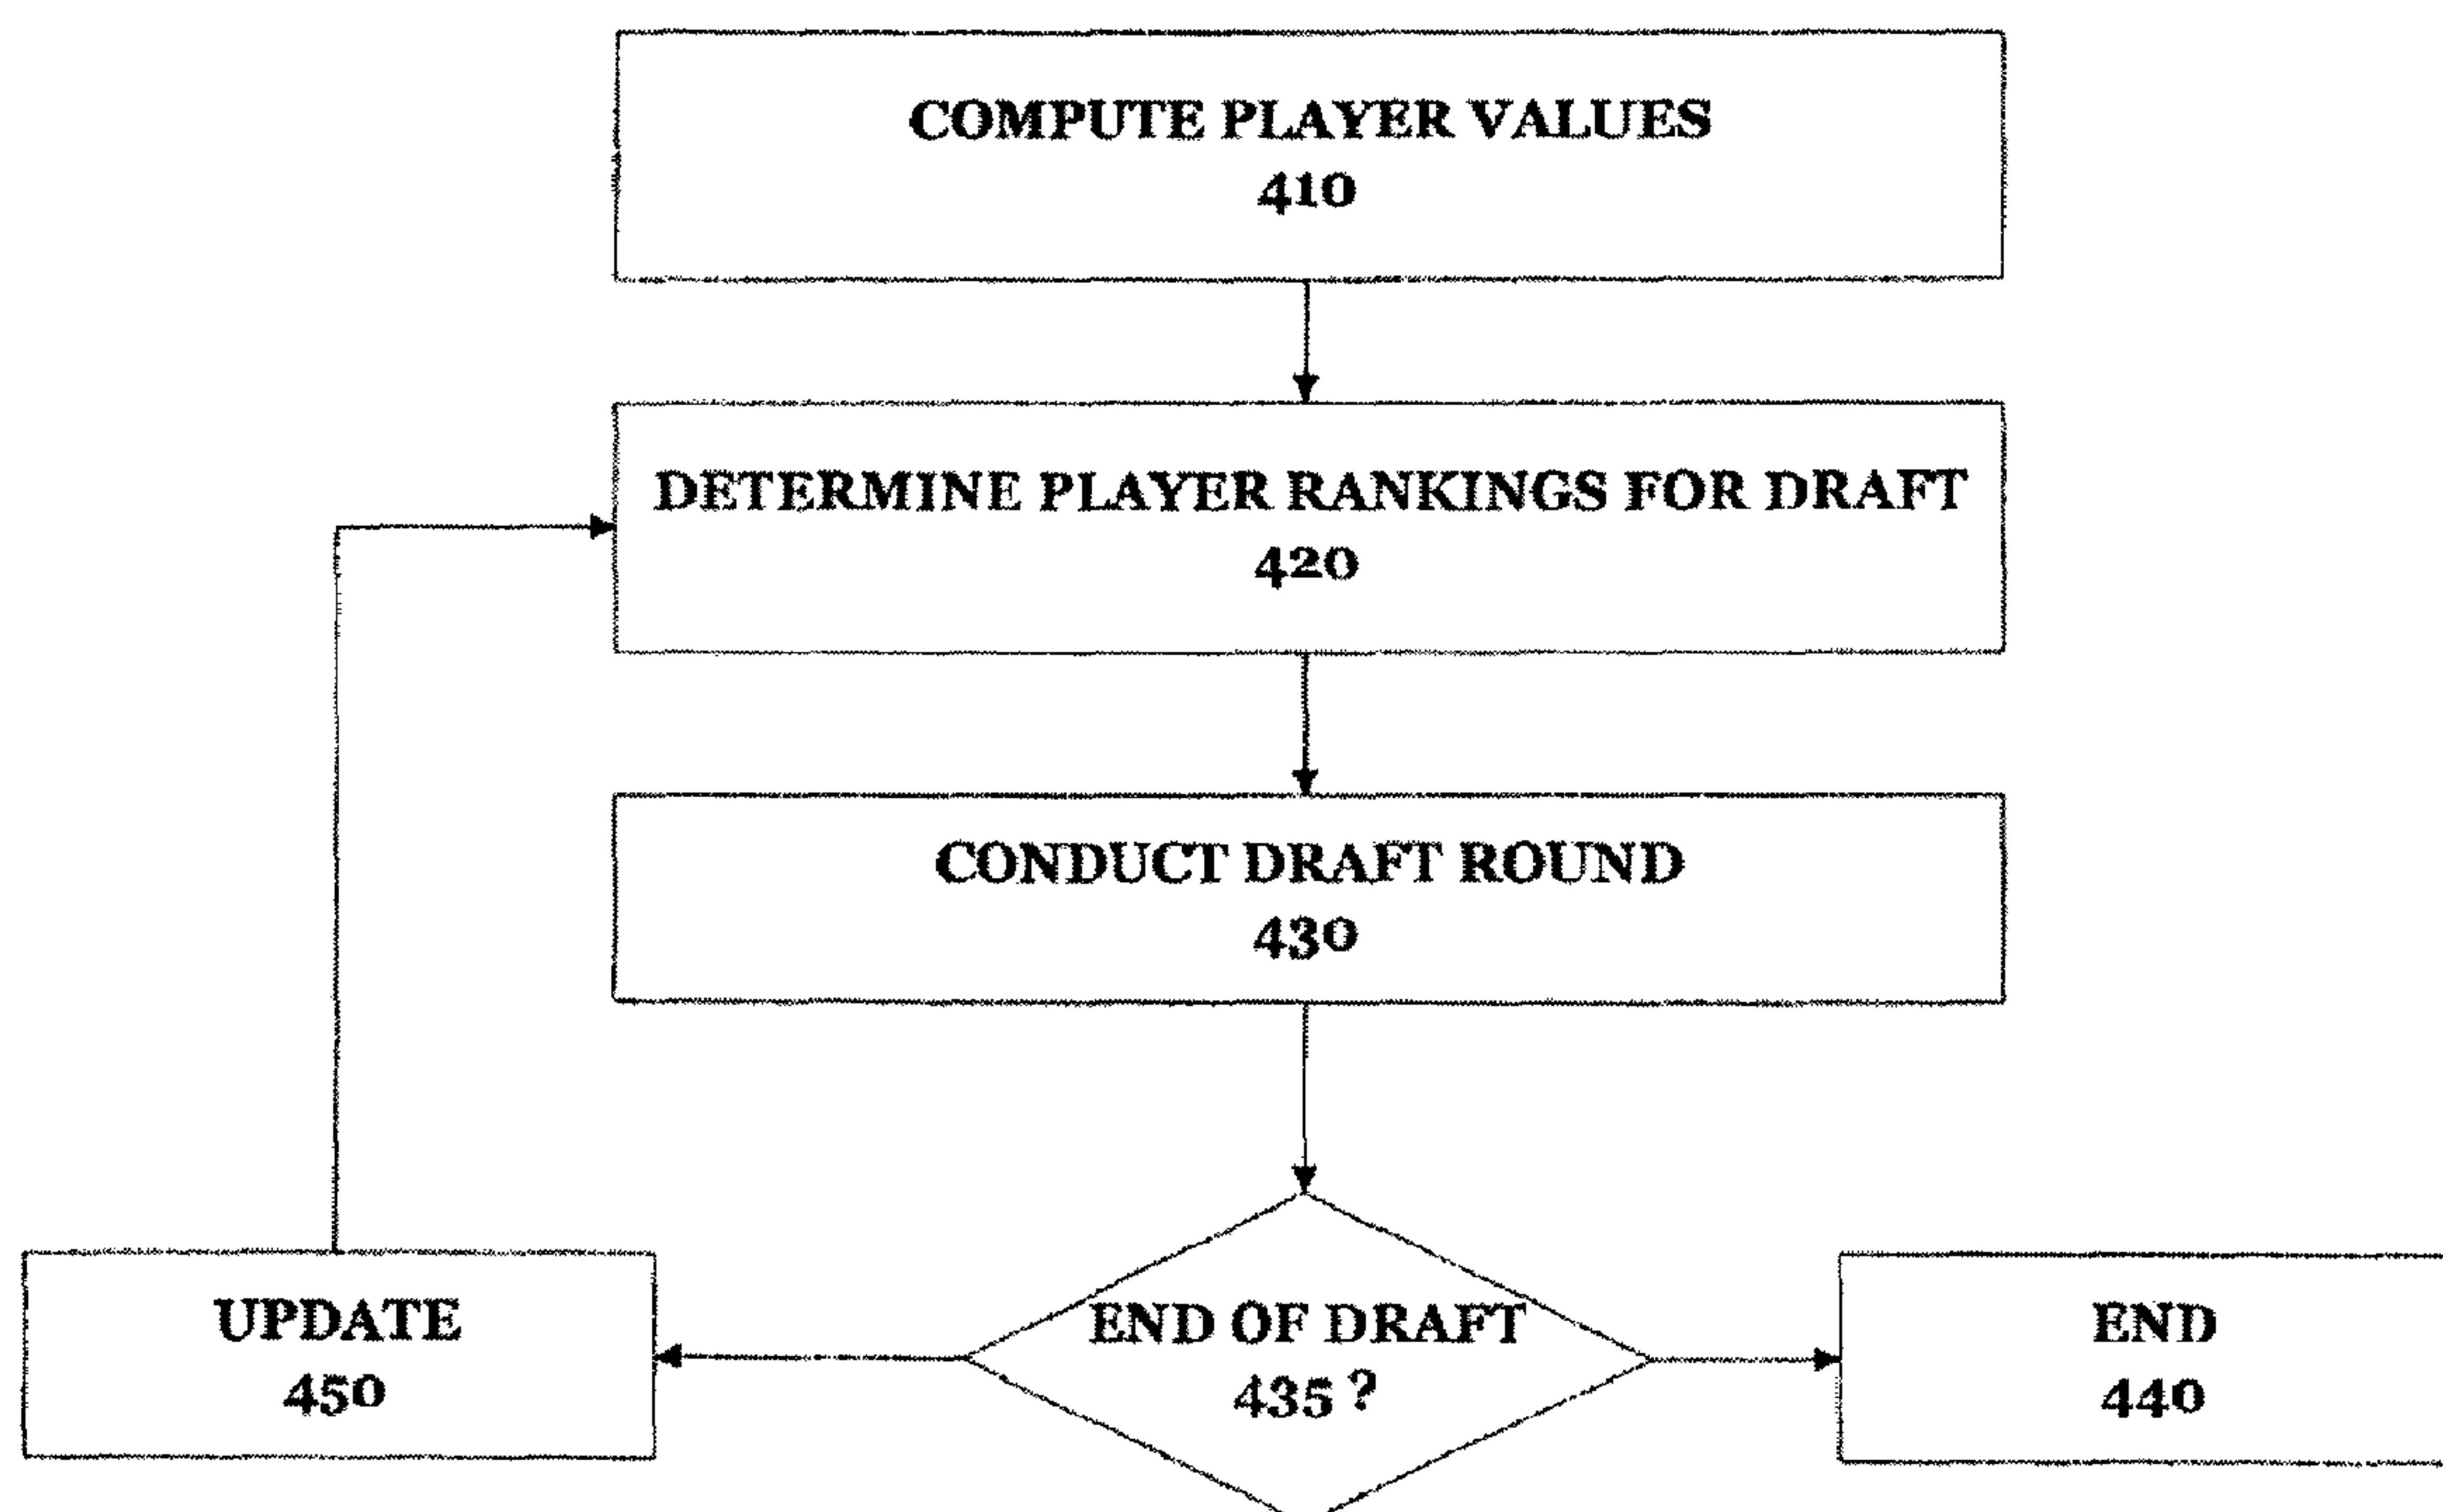 COMPUTE PLAYER VALUES
410
DETERMINE PLAYER RANKINGS FOR DRAFT
420
CONDUCT DRAFT ROUND
430
UPDATE
450
END OF DRAFT
435 ?
END
440